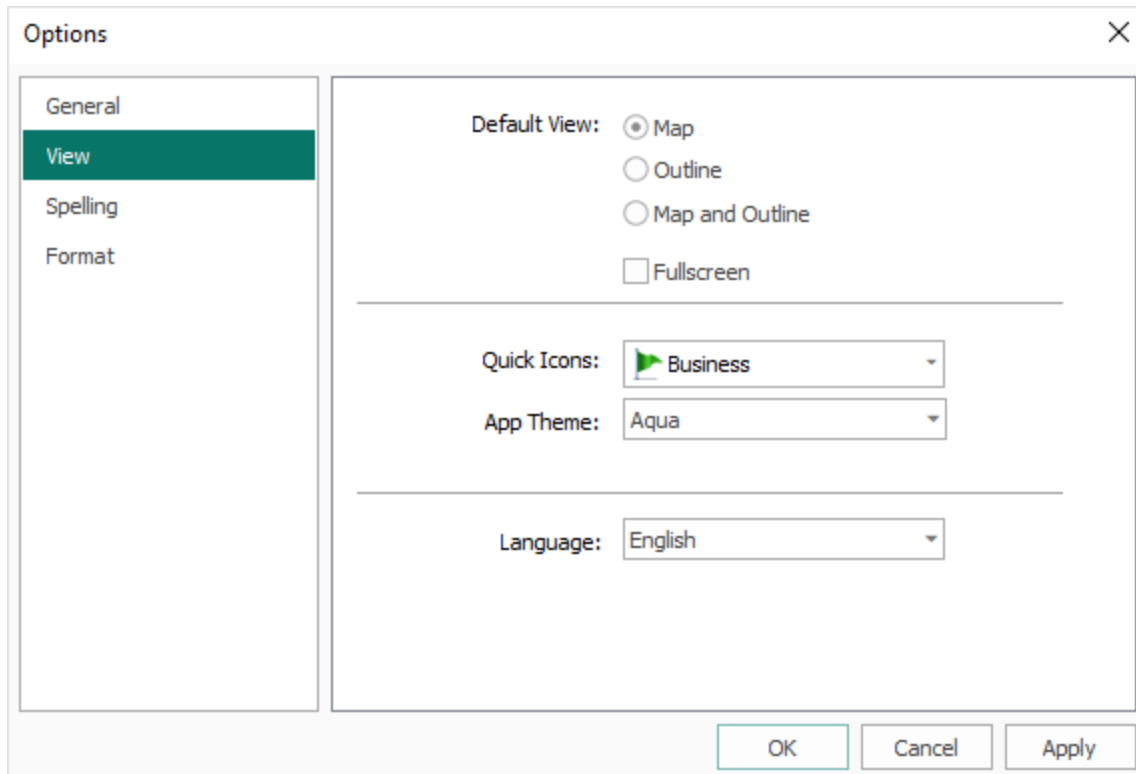 Options
General
View
Spelling
Format
Default View:
Map
Outline
Map and Outline
Fullscreen
Quick Icons: Business
App Theme: Aqua
Language: English
OK Cancel Apply